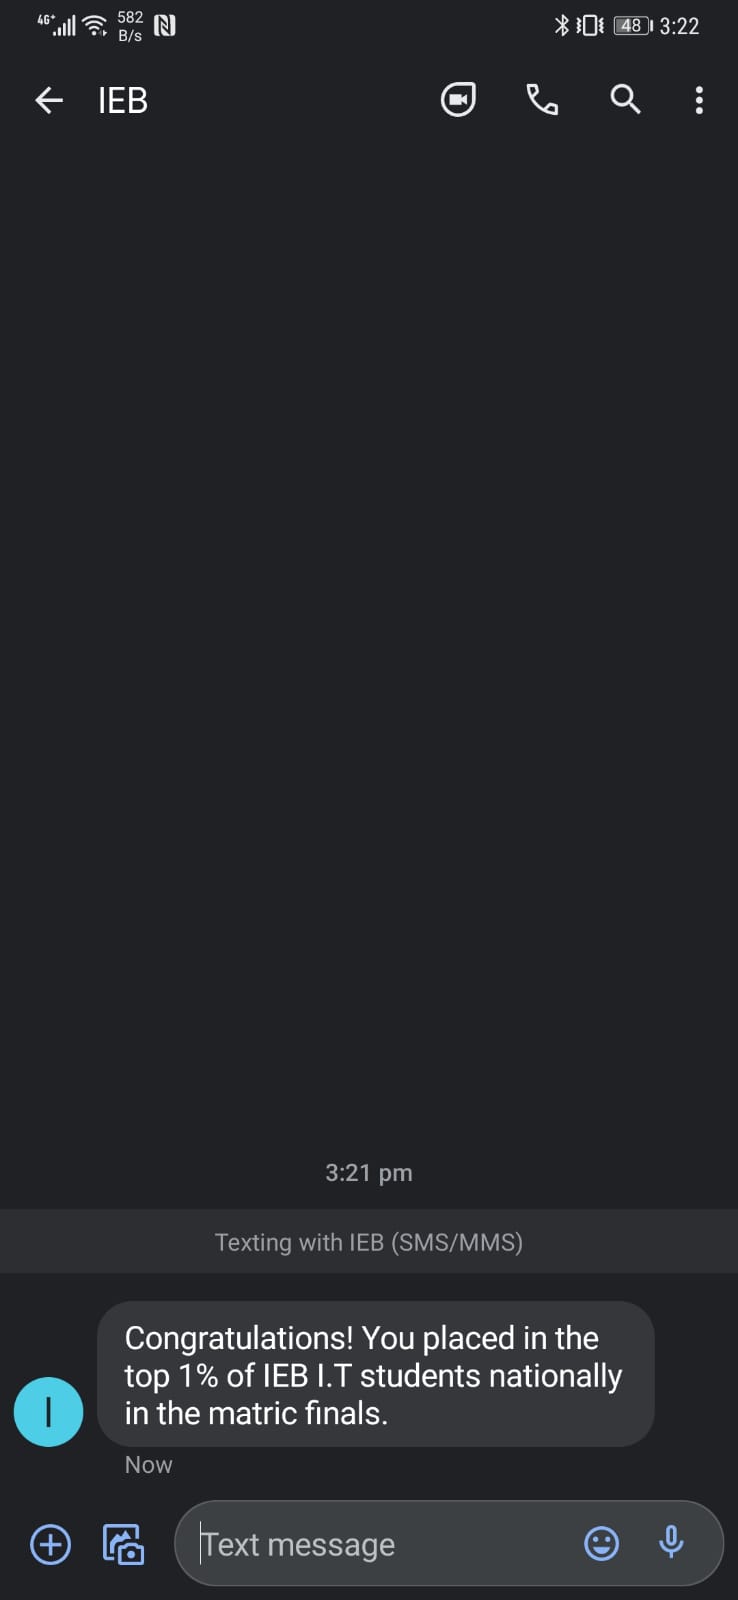 4G+ 582 B/s 48 3:22
IEB
3:21 pm
Texting with IEB (SMS/MMS)
Congratulations! You placed in the
top 1% of IEB I.T students nationally
in the matric finals.
I
Now
Text message